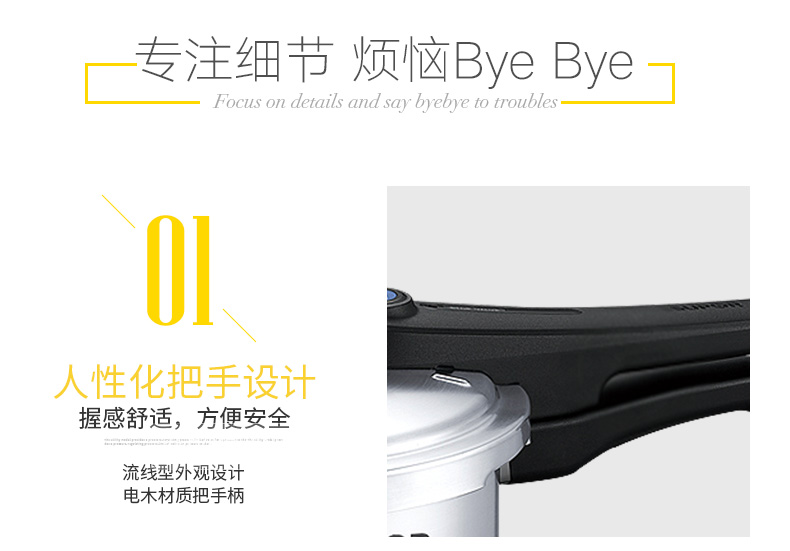 专注细节 烦恼Bye Bye
Focus on details and say byebye to troubles
01
人性化把手设计
握感舒适，方便安全
流线型外观设计
电木材质把手柄